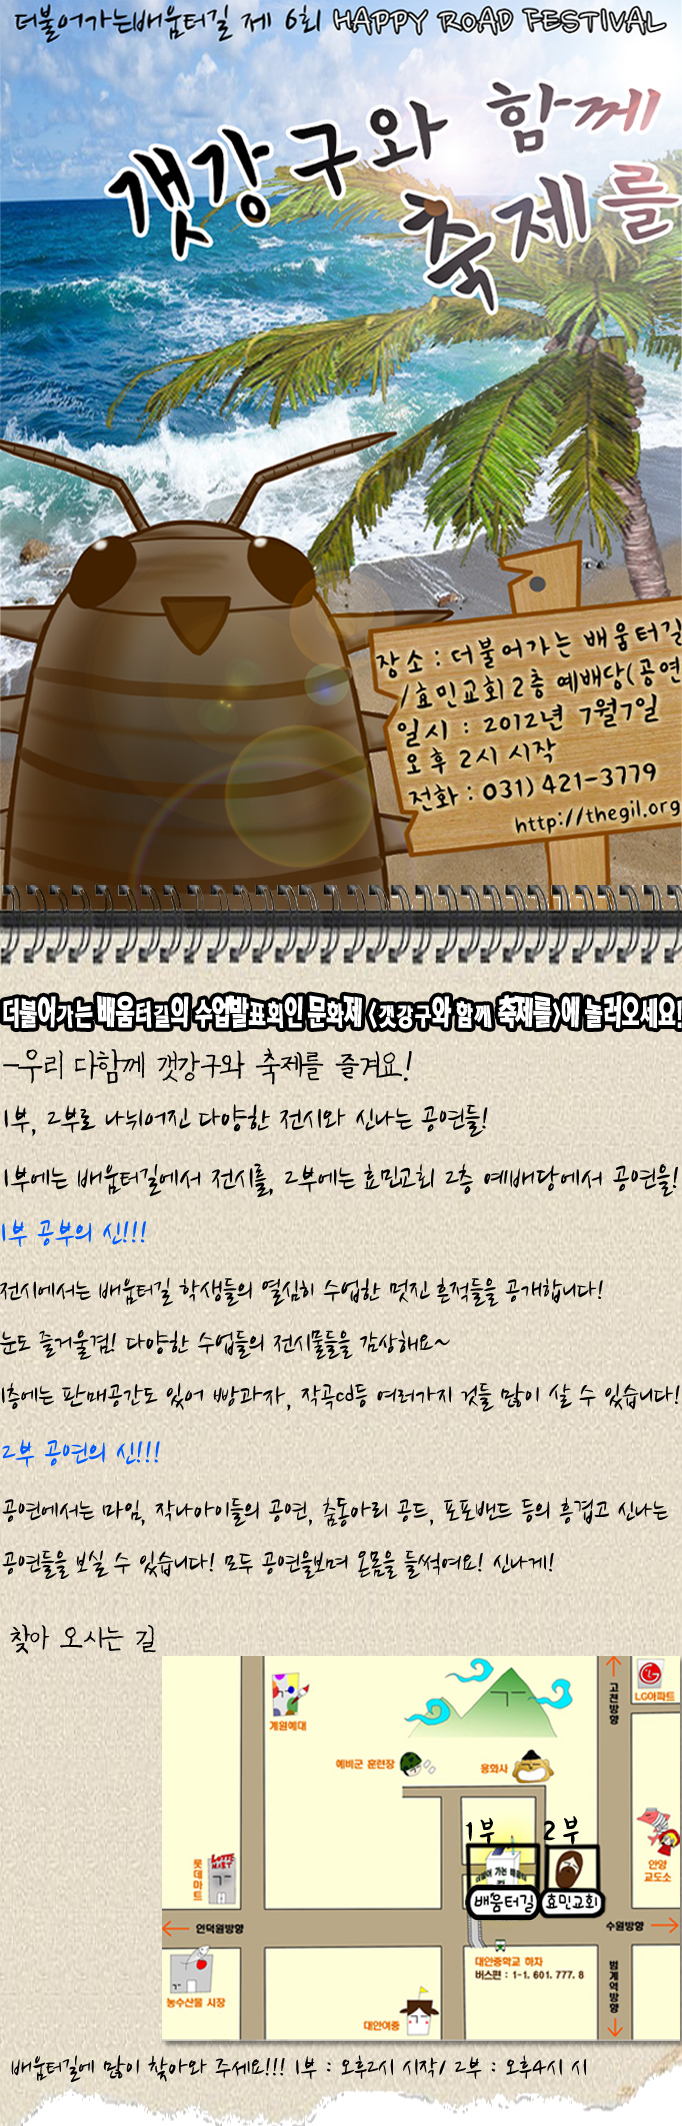 더불어가는배움터길 제 6회 HAPPY ROAD FESTIVAL
갯강구와 함께
축제를
장소 : 더불어가는 배움터길
/효민교회 2층 예배당(공연
일시 : 2012년 7월7일
오후 2시 시작
전화 : 031) 421-3779
http://thegil.org
더불어가는 배움터길의 수업발표회인 문화제 <갯강구와 함께 축제를>에 놀러오세요!
-우리 다함께 갯강구와 축제를 즐겨요!
1부, 2부로 나뉘어진 다양한 전시와 신나는 공연들!
1부에는 배움터길에서 전시를, 2부에는 효민교회 2층 예배당에서 공연을!
1부 공부의 신!!!
전시에서는 배움터길 학생들의 열심히 수업한 멋진 흔적들을 공개합니다!
눈도 즐거울겸! 다양한 수업들의 전시물들을 감상해요~
1층에는 판매공간도 있어 빵과자, 작곡cd등 여러가지 것들 많이 살 수 있습니다!
2부 공연의 신!!!
공연에서는 마임, 작나아이들의 공연, 춤동아리 공드, 포포밴드 등의 흥겹고 신나는
공연들을 보실 수 있습니다! 모두 공연을보며 온몸을 들썩여요! 신나게!
찾아 오시는 길
고천방향
LG아파트
계원예대
예비군 훈련장
용화사
1부
2부
안양
교도소
롯데마트
LOTTE
MART
배움터길
효민교회
인덕원방향
수원방향
대안중학교 하차
버스편 : 1-1. 601. 777. 8
범계역방향
농수산물 시장
대안여중
배움터길에 많이 찾아와 주세요!!! 1부 : 오후2시 시작/ 2부 : 오후4시 시